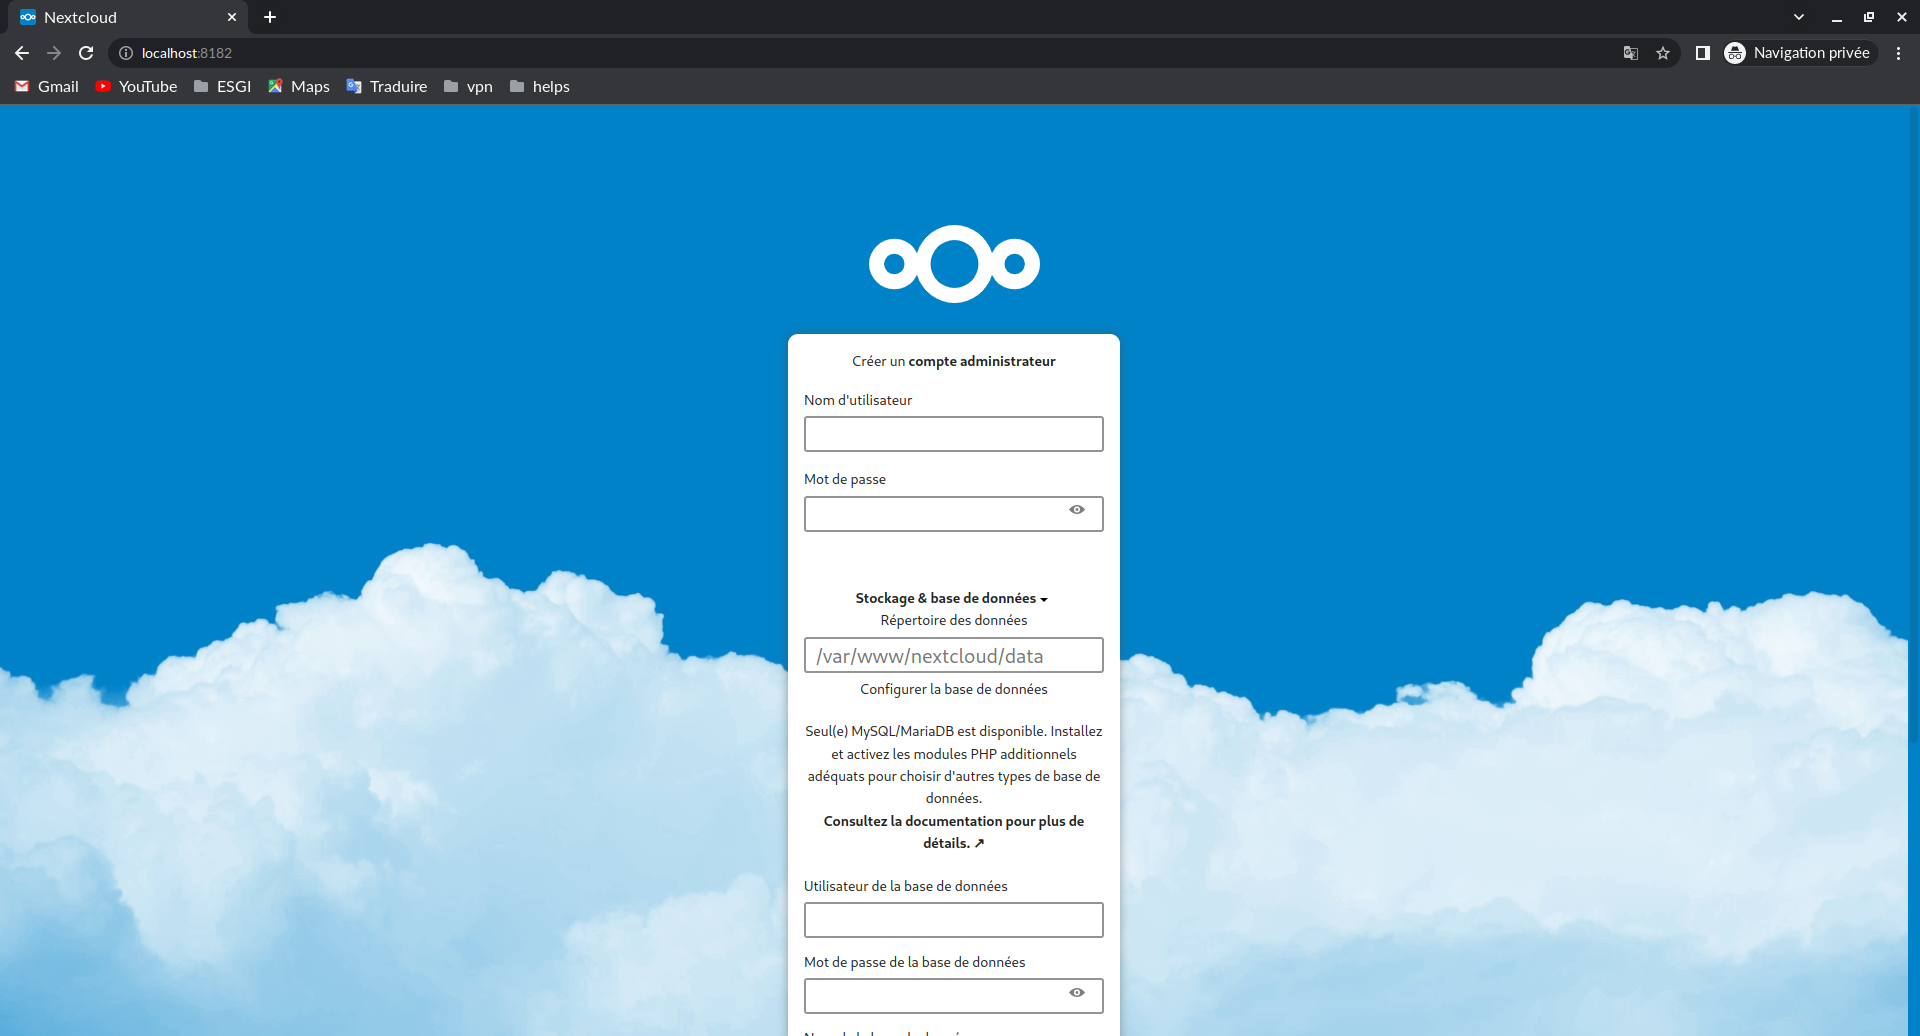 Nextcloud
localhost:8182
Navigation privée
Gmail YouTube ESGI Maps Traduire vpn helps
Créer un compte administrateur
Nom d'utilisateur
Mot de passe
Stockage & base de données
Répertoire des données
/var/www/nextcloud/data
Configurer la base de données
Seul(e) MySQL/MariaDB est disponible. Installez
et activez les modules PHP additionnels
adéquats pour choisir d'autres types de base de
données.
Consultez la documentation pour plus de
détails. ↗
Utilisateur de la base de données
Mot de passe de la base de données